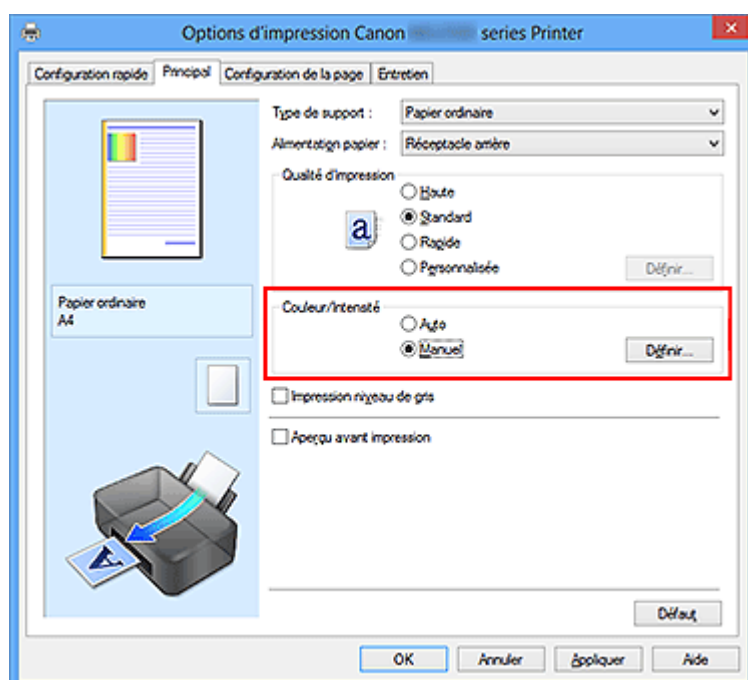 Options d'impression Canon series Printer
Configuration rapide Principal Configuration de la page Entretien
Type de support : Papier ordinaire
Alimentation papier : Réceptacle arrière
Qualité d'impression
Haute
a
Standard
Rapide
Personnalisée Définir...
Papier ordinaire
A4
Couleur/Intensité
Auto
Manuel Définir...
Impression niveau de gris
Aperçu avant impression
A
Défaut
OK Annuler Appliquer Aide